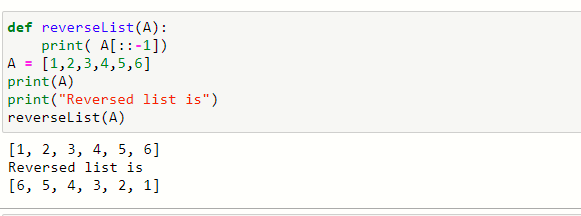 def reverseList(A):
    print( A[::-1])
A = [1,2,3,4,5,6]
print(A)
print("Reversed list is")
reverseList(A)
[1, 2, 3, 4, 5, 6]
Reversed list is
[6, 5, 4, 3, 2, 1]